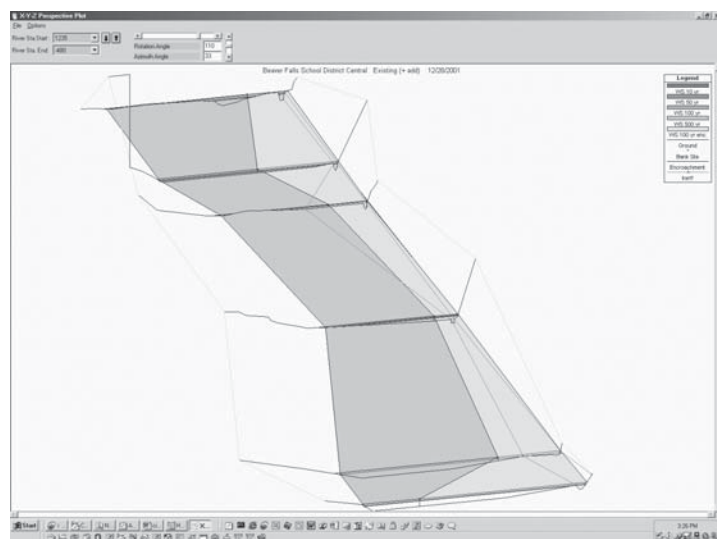 X-Y-Z Perspective Plot
File Options
River Sta. Start: 1235
River Sta. End: -400
Rotation Angle 110
Azimuth Angle 33
Beaver Falls School District Central Existing (+ add) 12/28/2001
Legend
WS 10 yr
WS 50 yr
WS 100 yr
WS 500 yr
WS 100 yr enc
Ground
Bank Sta
Encroachment
Start
3:26 PM